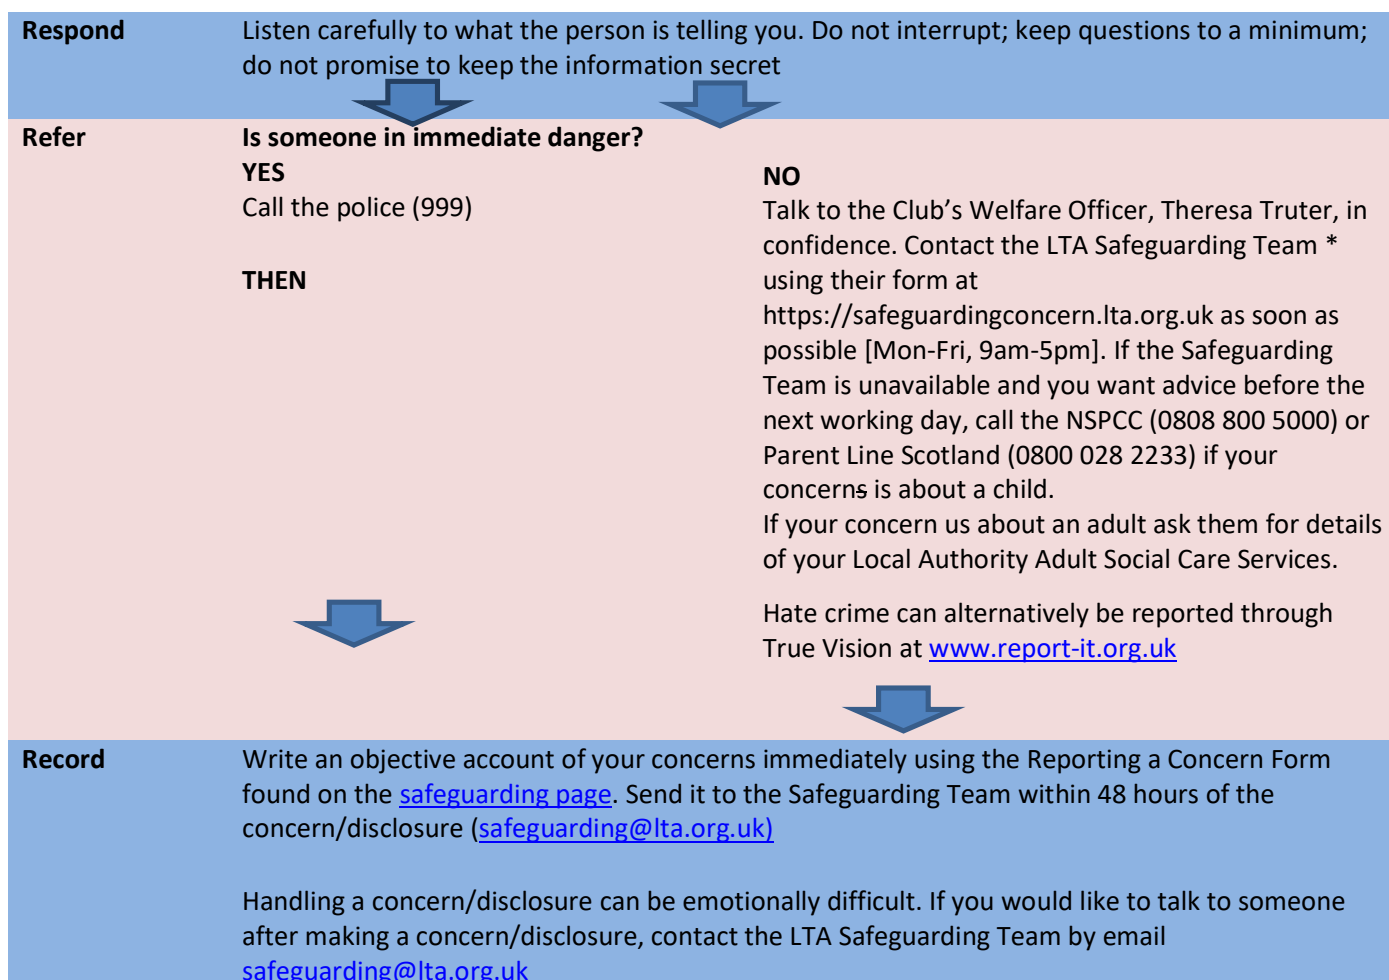 Respond
Listen carefully to what the person is telling you. Do not interrupt; keep questions to a minimum;
do not promise to keep the information secret
Refer
Is someone in immediate danger?
YES
Call the police (999)
THEN
NO
Talk to the Club’s Welfare Officer, Theresa Truter, in
confidence. Contact the LTA Safeguarding Team *
using their form at
https://safeguardingconcern.lta.org.uk as soon as
possible [Mon-Fri, 9am-5pm]. If the Safeguarding
Team is unavailable and you want advice before the
next working day, call the NSPCC (0808 800 5000) or
Parent Line Scotland (0800 028 2233) if your
concerns is about a child.
If your concern us about an adult ask them for details
of your Local Authority Adult Social Care Services.
Hate crime can alternatively be reported through
True Vision at www.report-it.org.uk
Record
Write an objective account of your concerns immediately using the Reporting a Concern Form
found on the safeguarding page. Send it to the Safeguarding Team within 48 hours of the
concern/disclosure (safeguarding@lta.org.uk)
Handling a concern/disclosure can be emotionally difficult. If you would like to talk to someone
after making a concern/disclosure, contact the LTA Safeguarding Team by email
safeguarding@lta.org.uk